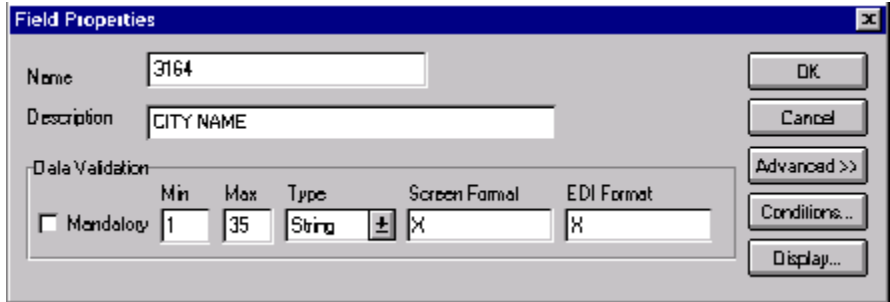 Field Properties
Name 3164 OK
Description CITY NAME Cancel
Data Validation Advanced >>
Min Max Type Screen Format EDI Format
Mandatory 1 35 String X X Conditions...
Display...